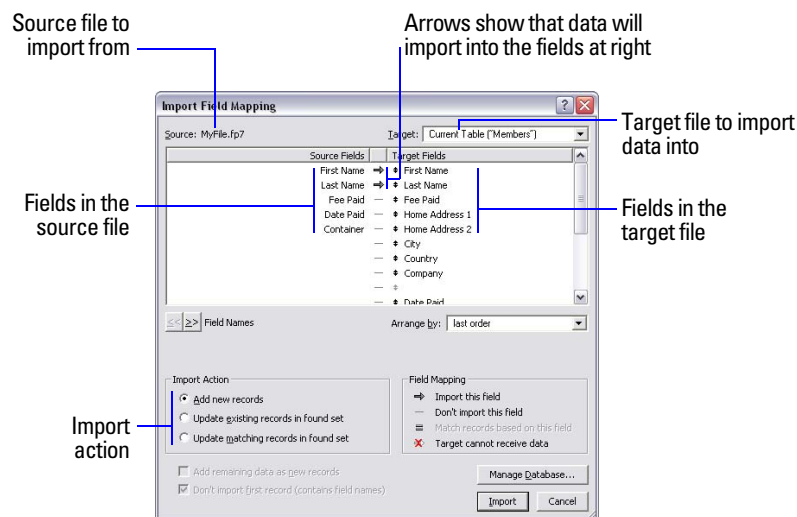 Source file to
import from
Arrows show that data will
import into the fields at right
Import Field Mapping
Source: MyFile.fp7
Target: Current Table ("Members")
Target file to import
data into
Source Fields Target Fields
First Name First Name
Last Name Last Name
Fee Paid Fee Paid
Date Paid Home Address 1
Container Home Address 2
City
Country
Company
Date Paid
Fields in the
source file
Fields in the
target file
<< >> Field Names
Arrange by: last order
Import Action
Add new records
Update existing records in found set
Update matching records in found set
Import
action
Field Mapping
Import this field
Don't import this field
Match records based on this field
Target cannot receive data
Add remaining data as new records
Don't import first record (contains field names)
Manage Database...
Import Cancel